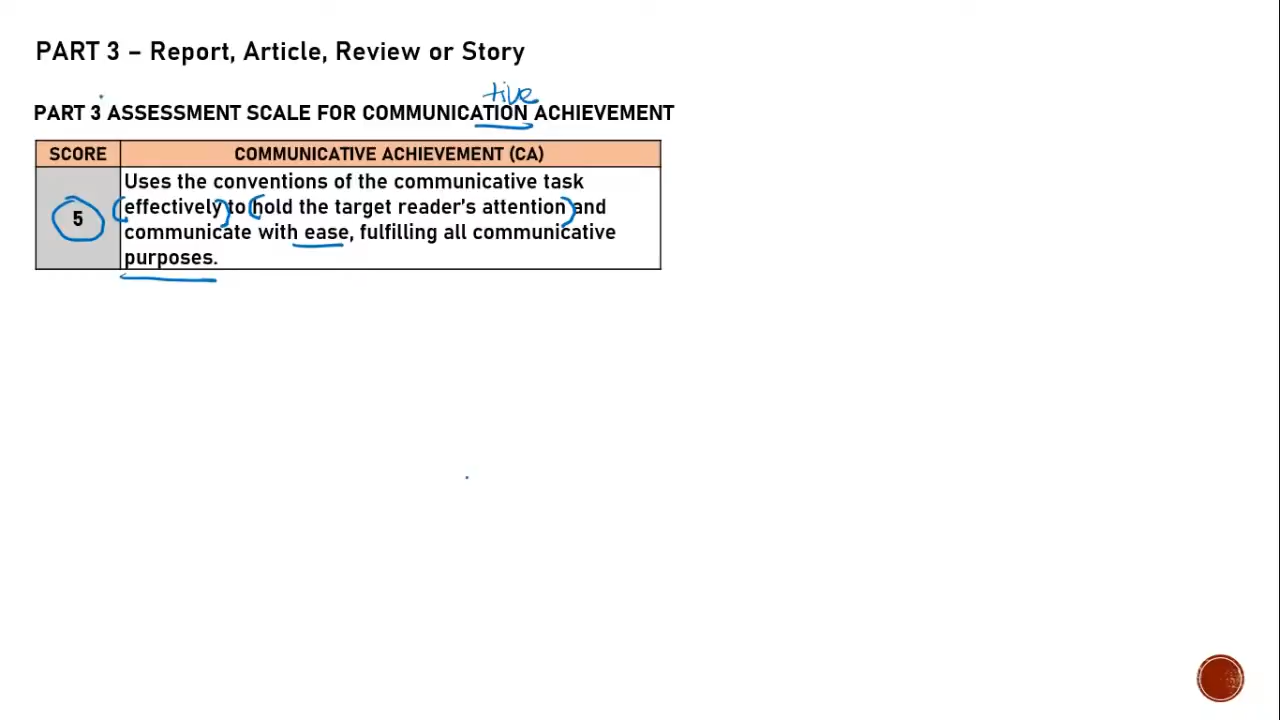 PART 3 – Report, Article, Review or Story
tive
PART 3 ASSESSMENT SCALE FOR COMMUNICATION ACHIEVEMENT
SCORE COMMUNICATIVE ACHIEVEMENT (CA)
Uses the conventions of the communicative task
effectively to hold the target reader's attention and
5
communicate with ease, fulfilling all communicative
purposes.